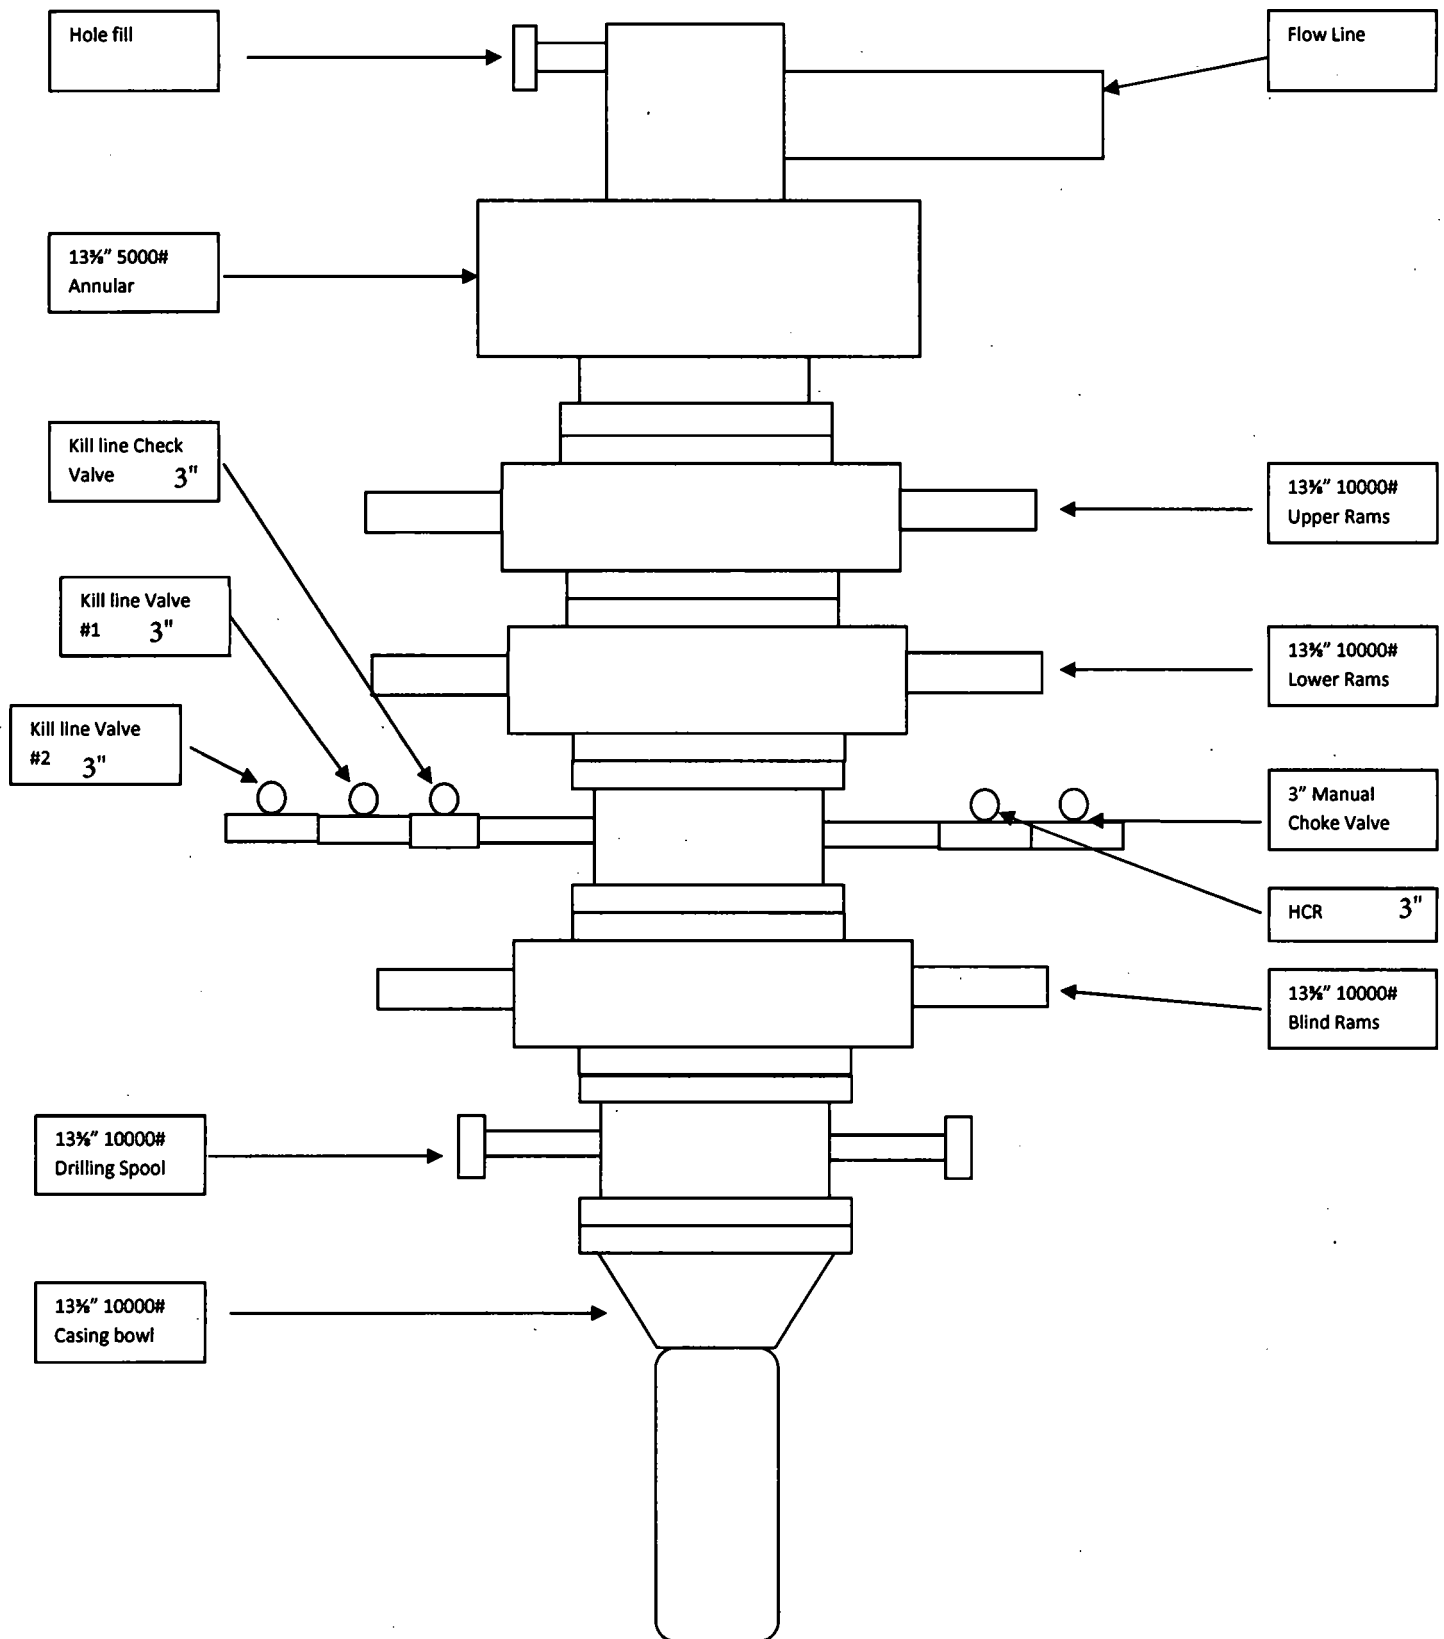 Hole fill
Flow Line
13⅝" 5000#
Annular
Kill line Check
Valve 3"
13⅝" 10000#
Upper Rams
Kill line Valve
#1 3"
13⅝" 10000#
Lower Rams
Kill line Valve
#2 3"
3" Manual
Choke Valve
HCR 3"
13⅝" 10000#
Blind Rams
13⅝" 10000#
Drilling Spool
13⅝" 10000#
Casing bowl